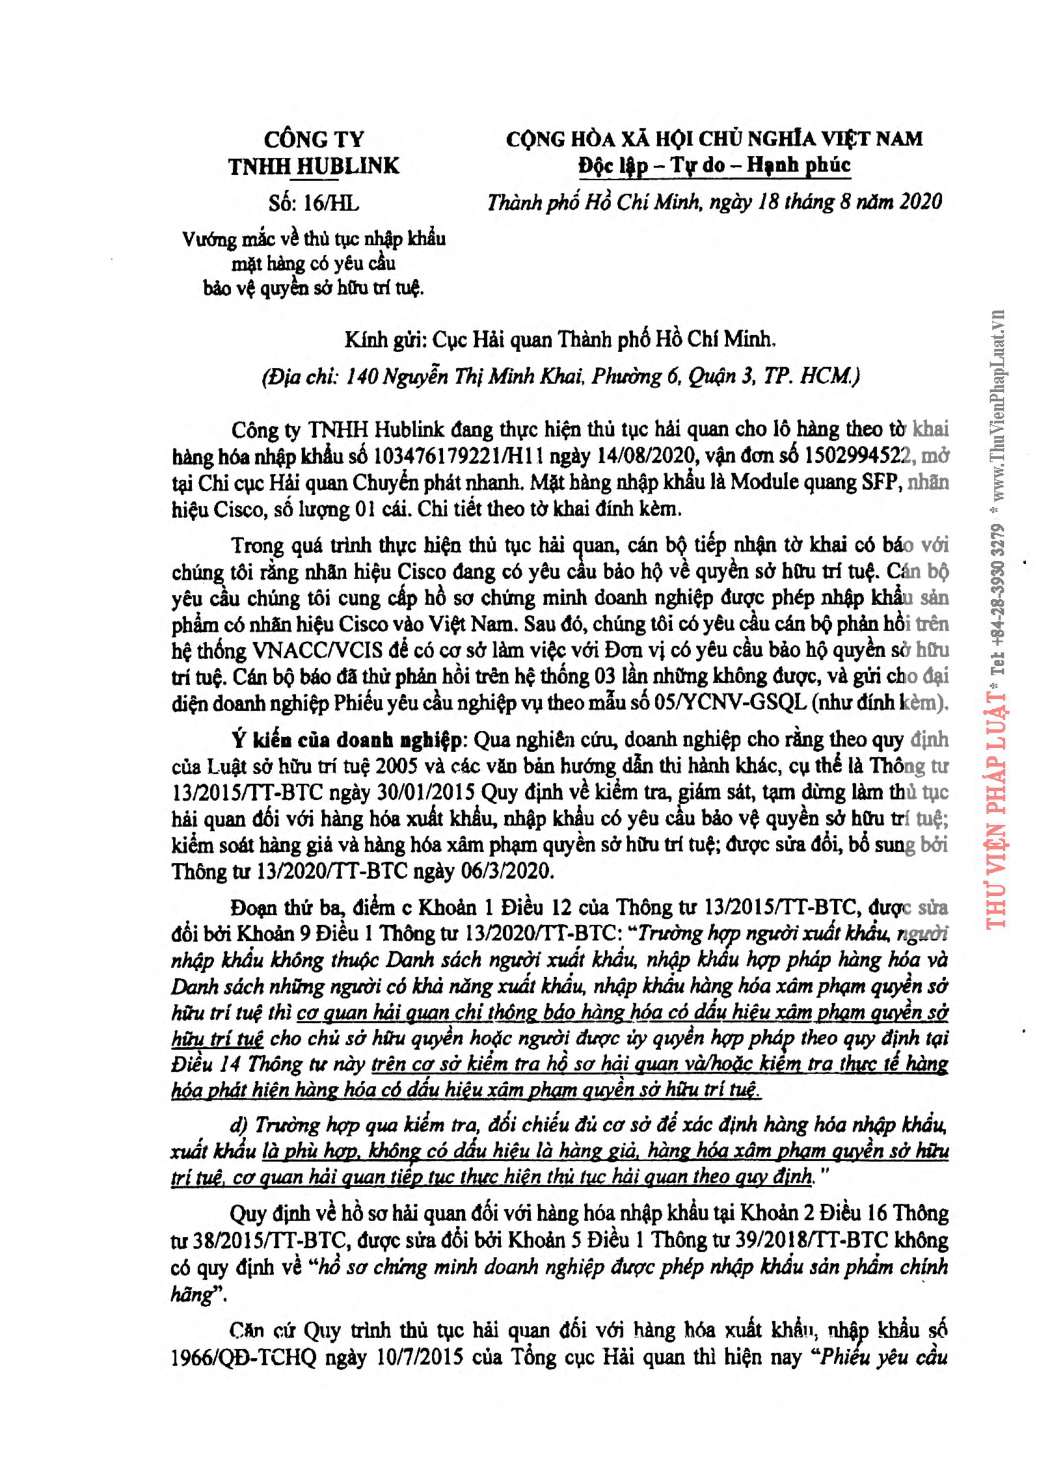 CÔNG TY
TNHH HUBLINK
Số: 16/HL
Vướng mắc về thủ tục nhập khẩu
mặt hàng có yêu cầu
bảo vệ quyền sở hữu trí tuệ.
CỘNG HÒA XÃ HỘI CHỦ NGHĨA VIỆT NAM
Độc lập – Tự do – Hạnh phúc
Thành phố Hồ Chí Minh, ngày 18 tháng 8 năm 2020
Kính gửi: Cục Hải quan Thành phố Hồ Chí Minh.
(Địa chỉ: 140 Nguyễn Thị Minh Khai, Phường 6, Quận 3, TP. HCM.)
Công ty TNHH Hublink đang thực hiện thủ tục hải quan cho lô hàng theo tờ khai
hàng hóa nhập khẩu số 103476179221/H11 ngày 14/08/2020, vận đơn số 1502994522, mở
tại Chi cục Hải quan Chuyển phát nhanh. Mặt hàng nhập khẩu là Module quang SFP, nhãn
hiệu Cisco, số lượng 01 cái. Chi tiết theo tờ khai đính kèm.
Trong quá trình thực hiện thủ tục hải quan, cán bộ tiếp nhận tờ khai có báo với
chúng tôi rằng nhãn hiệu Cisco đang có yêu cầu bảo hộ về quyền sở hữu trí tuệ. Cán bộ
yêu cầu chúng tôi cung cấp hồ sơ chứng minh doanh nghiệp được phép nhập khẩu sản
phẩm có nhãn hiệu Cisco vào Việt Nam. Sau đó, chúng tôi có yêu cầu cán bộ phản hồi trên
hệ thống VNACC/VCIS để có cơ sở làm việc với Đơn vị có yêu cầu bảo hộ quyền sở hữu
trí tuệ. Cán bộ báo đã thử phản hồi trên hệ thống 03 lần những không được, và gửi cho đại
diện doanh nghiệp Phiếu yêu cầu nghiệp vụ theo mẫu số 05/YCNV-GSQL (như đính kèm).
Ý kiến của doanh nghiệp: Qua nghiên cứu, doanh nghiệp cho rằng theo quy định
của Luật sở hữu trí tuệ 2005 và các văn bản hướng dẫn thi hành khác, cụ thể là Thông tư
13/2015/TT-BTC ngày 30/01/2015 Quy định về kiểm tra, giám sát, tạm dừng làm thủ tục
hải quan đối với hàng hóa xuất khẩu, nhập khẩu có yêu cầu bảo vệ quyền sở hữu trí tuệ;
kiểm soát hàng giả và hàng hóa xâm phạm quyền sở hữu trí tuệ; được sửa đổi, bổ sung bởi
Thông tư 13/2020/TT-BTC ngày 06/3/2020.
Đoạn thứ ba, điểm c Khoản 1 Điều 12 của Thông tư 13/2015/TT-BTC, được sửa
đổi bởi Khoản 9 Điều 1 Thông tư 13/2020/TT-BTC: “Trường hợp người xuất khẩu, người
nhập khẩu không thuộc Danh sách người xuất khẩu, nhập khẩu hợp pháp hàng hóa và
Danh sách những người có khả năng xuất khẩu, nhập khẩu hàng hóa xâm phạm quyền sở
hữu trí tuệ thì cơ quan hải quan chỉ thông báo hàng hóa có dấu hiệu xâm phạm quyền sở
hữu trí tuệ cho chủ sở hữu quyền hoặc người được ủy quyền hợp pháp theo quy định tại
Điều 14 Thông tư này trên cơ sở kiểm tra hồ sơ hải quan và/hoặc kiểm tra thực tế hàng
hóa phát hiện hàng hóa có dấu hiệu xâm phạm quyền sở hữu trí tuệ.
d) Trường hợp qua kiểm tra, đối chiếu đủ cơ sở để xác định hàng hóa nhập khẩu,
xuất khẩu là phù hợp, không có dấu hiệu là hàng giả, hàng hóa xâm phạm quyền sở hữu
trí tuệ, cơ quan hải quan tiếp tục thực hiện thủ tục hải quan theo quy định."
Quy định về hồ sơ hải quan đối với hàng hóa nhập khẩu tại Khoản 2 Điều 16 Thông
tư 38/2015/TT-BTC, được sửa đổi bởi Khoản 5 Điều 1 Thông tư 39/2018/TT-BTC không
có quy định về “hồ sơ chứng minh doanh nghiệp được phép nhập khẩu sản phẩm chính
hãng”.
Căn cứ Quy trình thủ tục hải quan đối với hàng hóa xuất khẩu, nhập khẩu số
1966/QĐ-TCHQ ngày 10/7/2015 của Tổng cục Hải quan thì hiện nay “Phiếu yêu cầu
THƯ VIỆN PHÁP LUẬT * Tel: +84-28-3930 3279 * www.ThuVienPhapLuat.vn